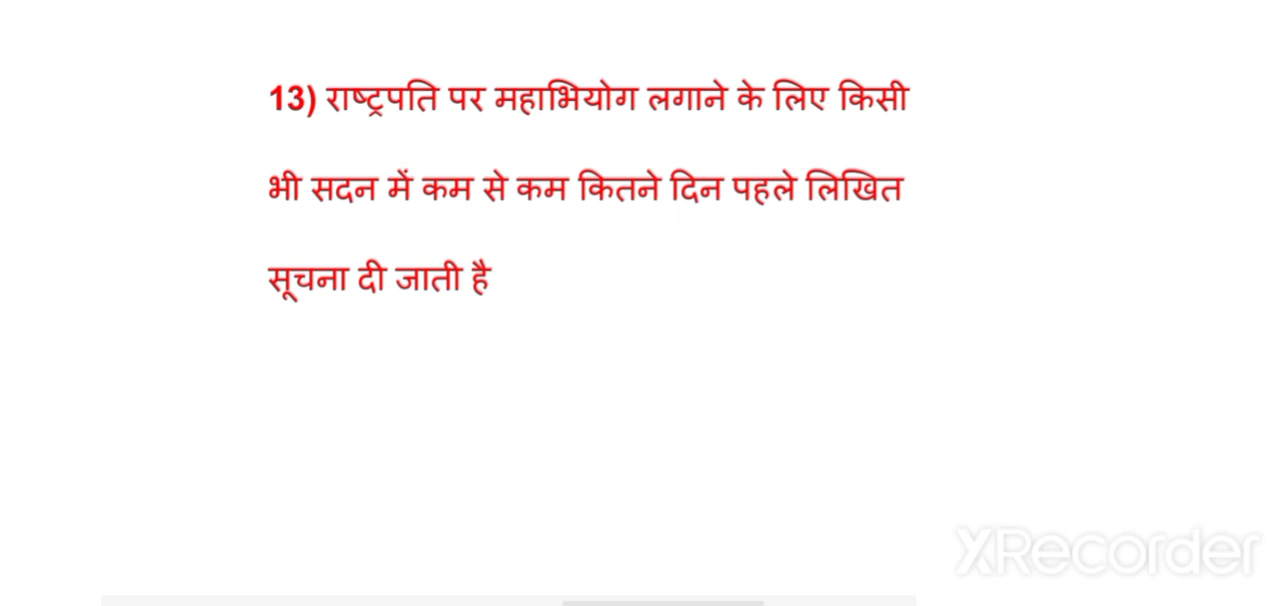 13) राष्ट्रपति पर महाभियोग लगाने के लिए किसी
भी सदन में कम से कम कितने दिन पहले लिखित
सूचना दी जाती है
XRecorder